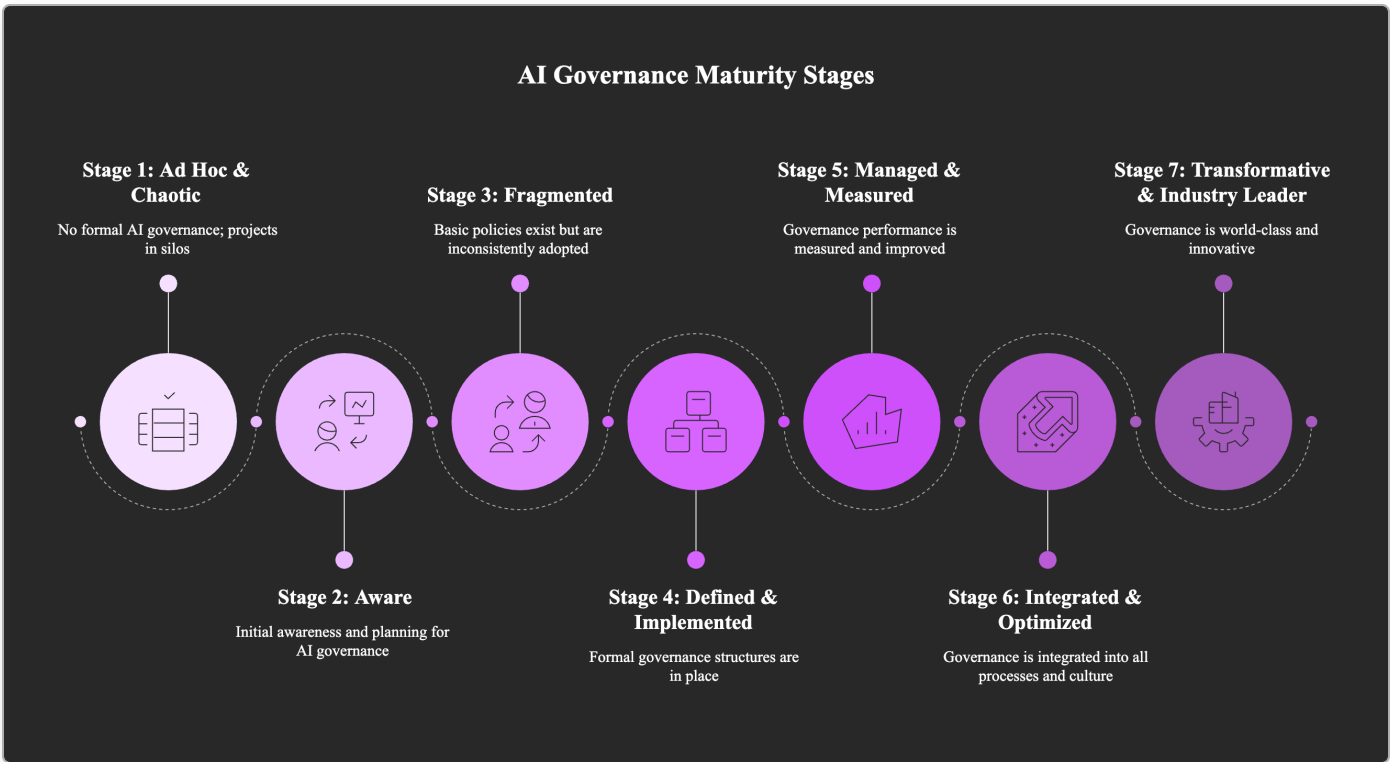 AI Governance Maturity Stages
Stage 1: Ad Hoc &
Chaotic
No formal AI governance; projects
in silos
Stage 2: Aware
Initial awareness and planning for
AI governance
Stage 3: Fragmented
Basic policies exist but are
inconsistently adopted
Stage 4: Defined &
Implemented
Formal governance structures are
in place
Stage 5: Managed &
Measured
Governance performance is
measured and improved
Stage 6: Integrated &
Optimized
Governance is integrated into all
processes and culture
Stage 7: Transformative
& Industry Leader
Governance is world-class and
innovative